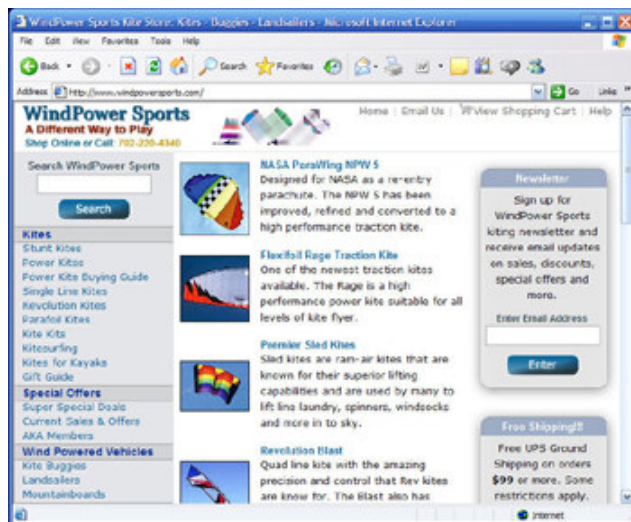 WindPower Sports Kite Store: Kites - Buggies - Landsailers - Microsoft Internet Explorer
File Edit View Favorites Tools Help
Back Search Favorites
Address http://www.windpowersports.com/ Go Links
WindPower Sports
A Different Way to Play
Shop Online or Call: 702-220-4340
Home | Email Us | View Shopping Cart | Help
Search WindPower Sports
Search
Kites
Stunt Kites
Power Kites
Power Kite Buying Guide
Single Line Kites
Revolution Kites
Parafoil Kites
Kite Kits
Kitesurfing
Kites for Kayaks
Gift Guide
Special Offers
Super Special Deals
Current Sales & Offers
AKA Members
Wind Powered Vehicles
Kite Buggies
Landsailers
Mountainboards
NASA ParaWing NPW 5
Designed for NASA as a re-entry
parachute. The NPW 5 has been
improved, refined and converted to a
high performance traction kite.
Flexifoil Rage Traction Kite
One of the newest traction kites
available. The Rage is a high
performance power kite suitable for all
levels of kite flyer.
Premier Sled Kites
Sled kites are ram-air kites that are
known for their superior lifting
capabilities and are used by many to
lift line laundry, spinners, windsocks
and more in to sky.
Revolution Blast
Quad line kite with the amazing
precision and control that Rev kites
are know for. The Blast also has
Newsletter
Sign up for
WindPower Sports
kiting newsletter and
receive email updates
on sales, discounts,
special offers and
more.
Enter Email Address
Enter
Free Shipping!!!
Free UPS Ground
Shipping on orders
$99 or more. Some
restrictions apply.
Internet